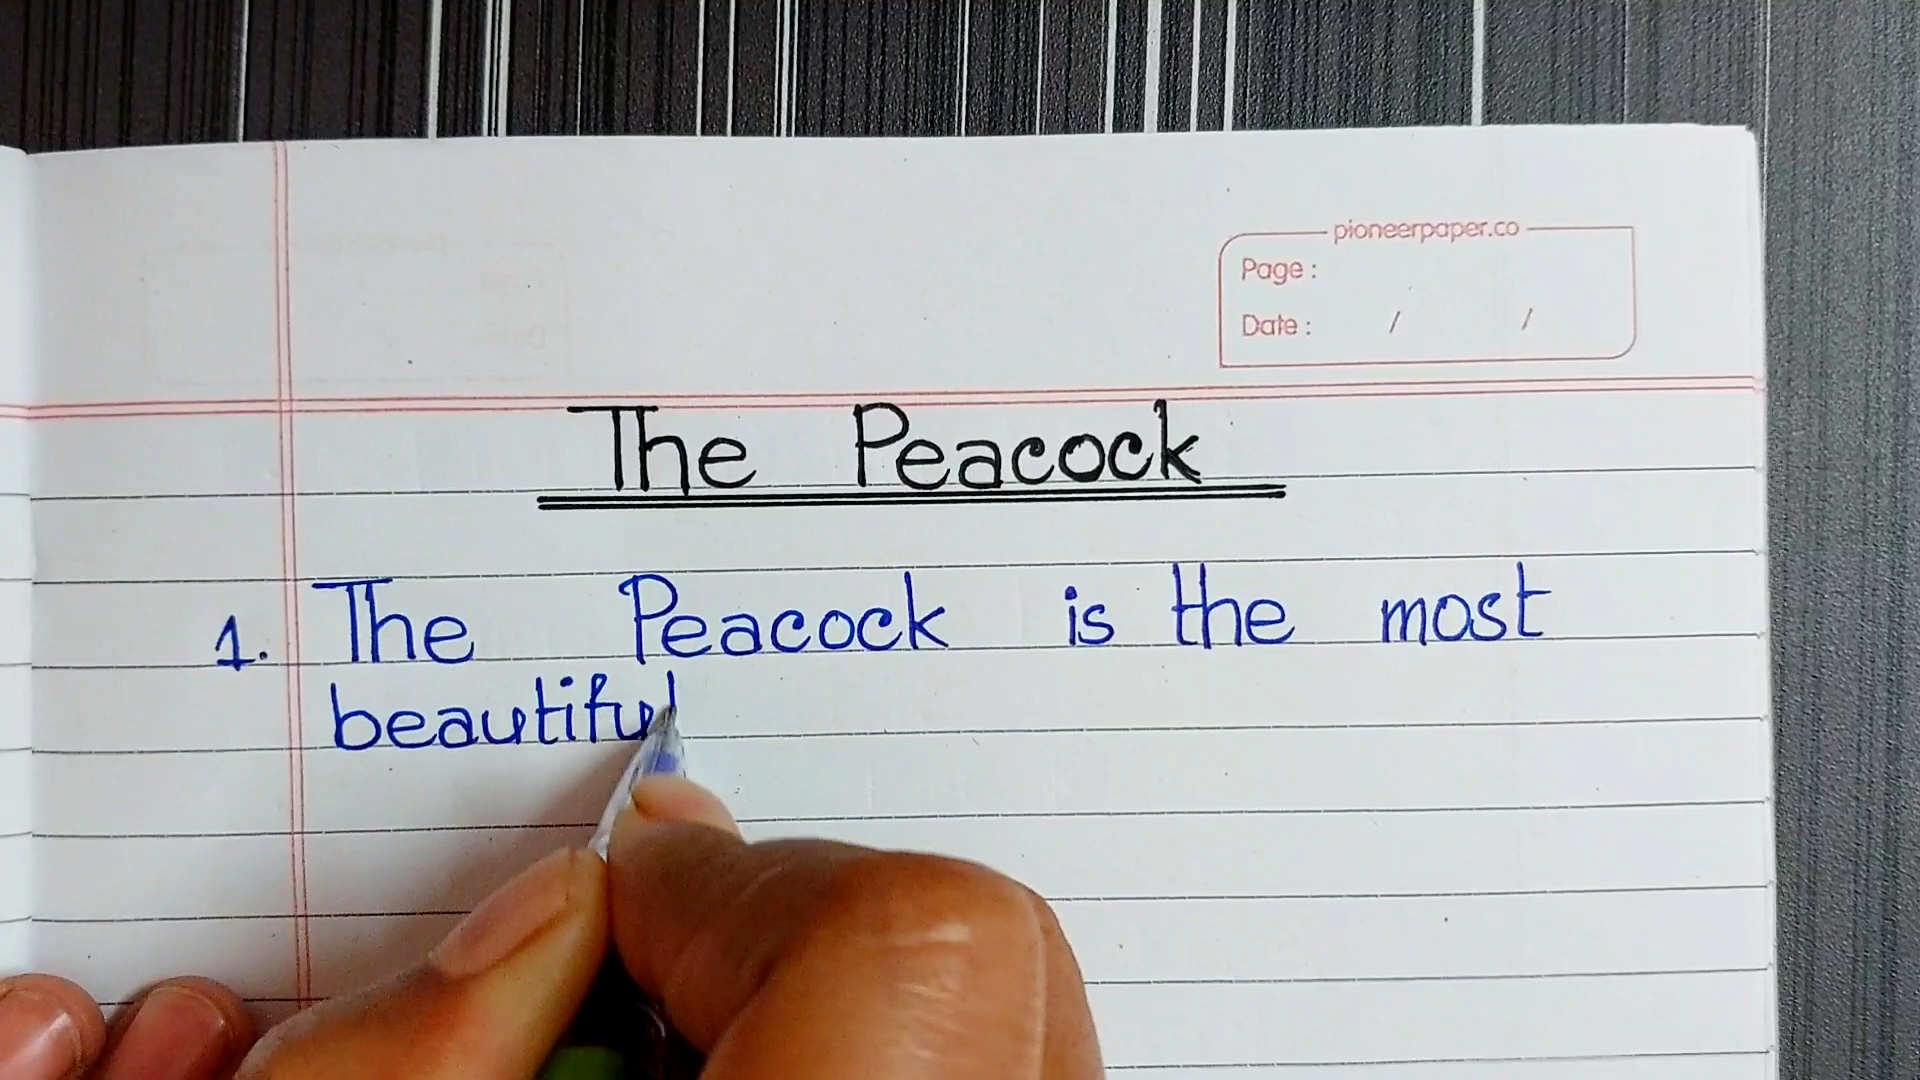 pioneerpaper.co
Page :
Date : / /
The Peacock
1. The Peacock is the most
beautiful